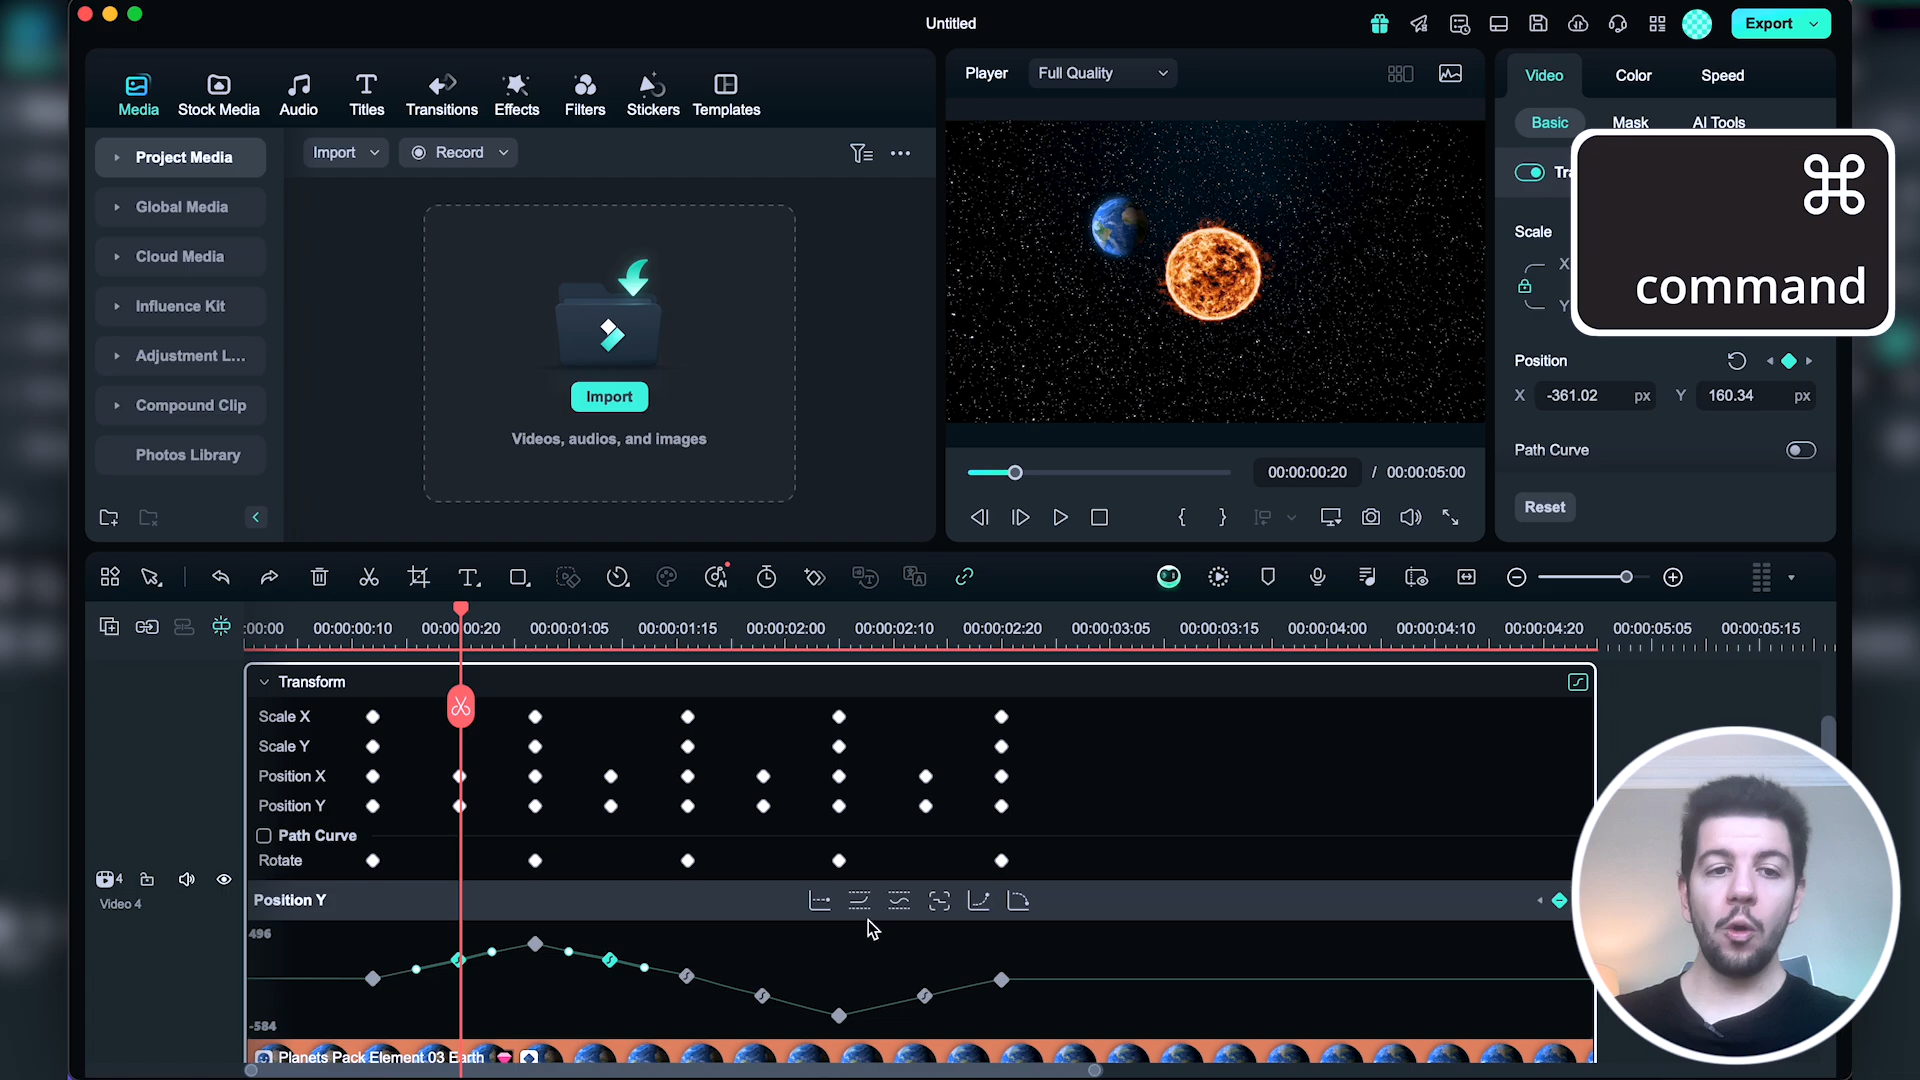 Untitled
Export
Media
Stock Media
Audio
Titles
Transitions
Effects
Filters
Stickers
Templates
Player
Full Quality
Video
Color
Speed
Basic
Mask
AI Tools
Project Media
Global Media
Cloud Media
Influence Kit
Adjustment L...
Compound Clip
Photos Library
Import
Record
Import
Videos, audios, and images
Tra
⌘
command
Scale
X
Y
Position
X -361.02 px Y 160.34 px
Path Curve
Reset
00:00:00:20 / 00:00:05:00
:00:00 00:00:00:10 00:00:00:20 00:00:01:05 00:00:01:15 00:00:02:00 00:00:02:10 00:00:02:20 00:00:03:05 00:00:03:15 00:00:04:00 00:00:04:10 00:00:04:20 00:00:05:05 00:00:05:15
Transform
Scale X
Scale Y
Position X
Position Y
Path Curve
Rotate
4
Video 4
Position Y
496
-584
Planets Pack Element 03 Earth